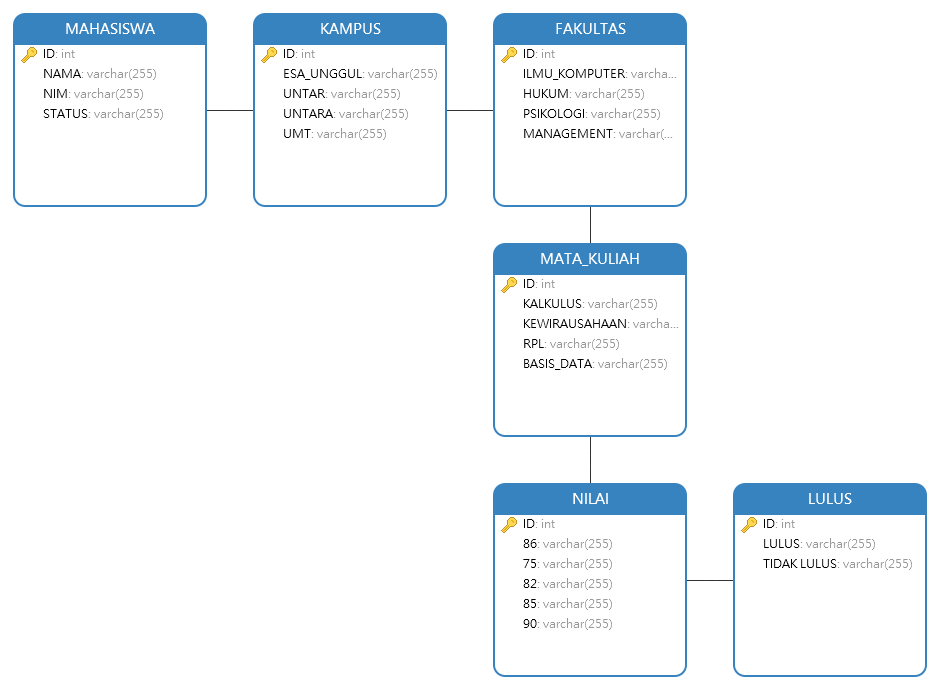 MAHASISWA
ID: int
NAMA: varchar(255)
NIM: varchar(255)
STATUS: varchar(255)
KAMPUS
ID: int
ESA_UNGGUL: varchar(255)
UNTAR: varchar(255)
UNTARA: varchar(255)
UMT: varchar(255)
FAKULTAS
ID: int
ILMU_KOMPUTER: varcha...
HUKUM: varchar(255)
PSIKOLOGI: varchar(255)
MANAGEMENT: varchar(...
MATA_KULIAH
ID: int
KALKULUS: varchar(255)
KEWIRAUSAHAAN: varcha...
RPL: varchar(255)
BASIS_DATA: varchar(255)
NILAI
ID: int
86: varchar(255)
75: varchar(255)
82: varchar(255)
85: varchar(255)
90: varchar(255)
LULUS
ID: int
LULUS: varchar(255)
TIDAK LULUS: varchar(255)